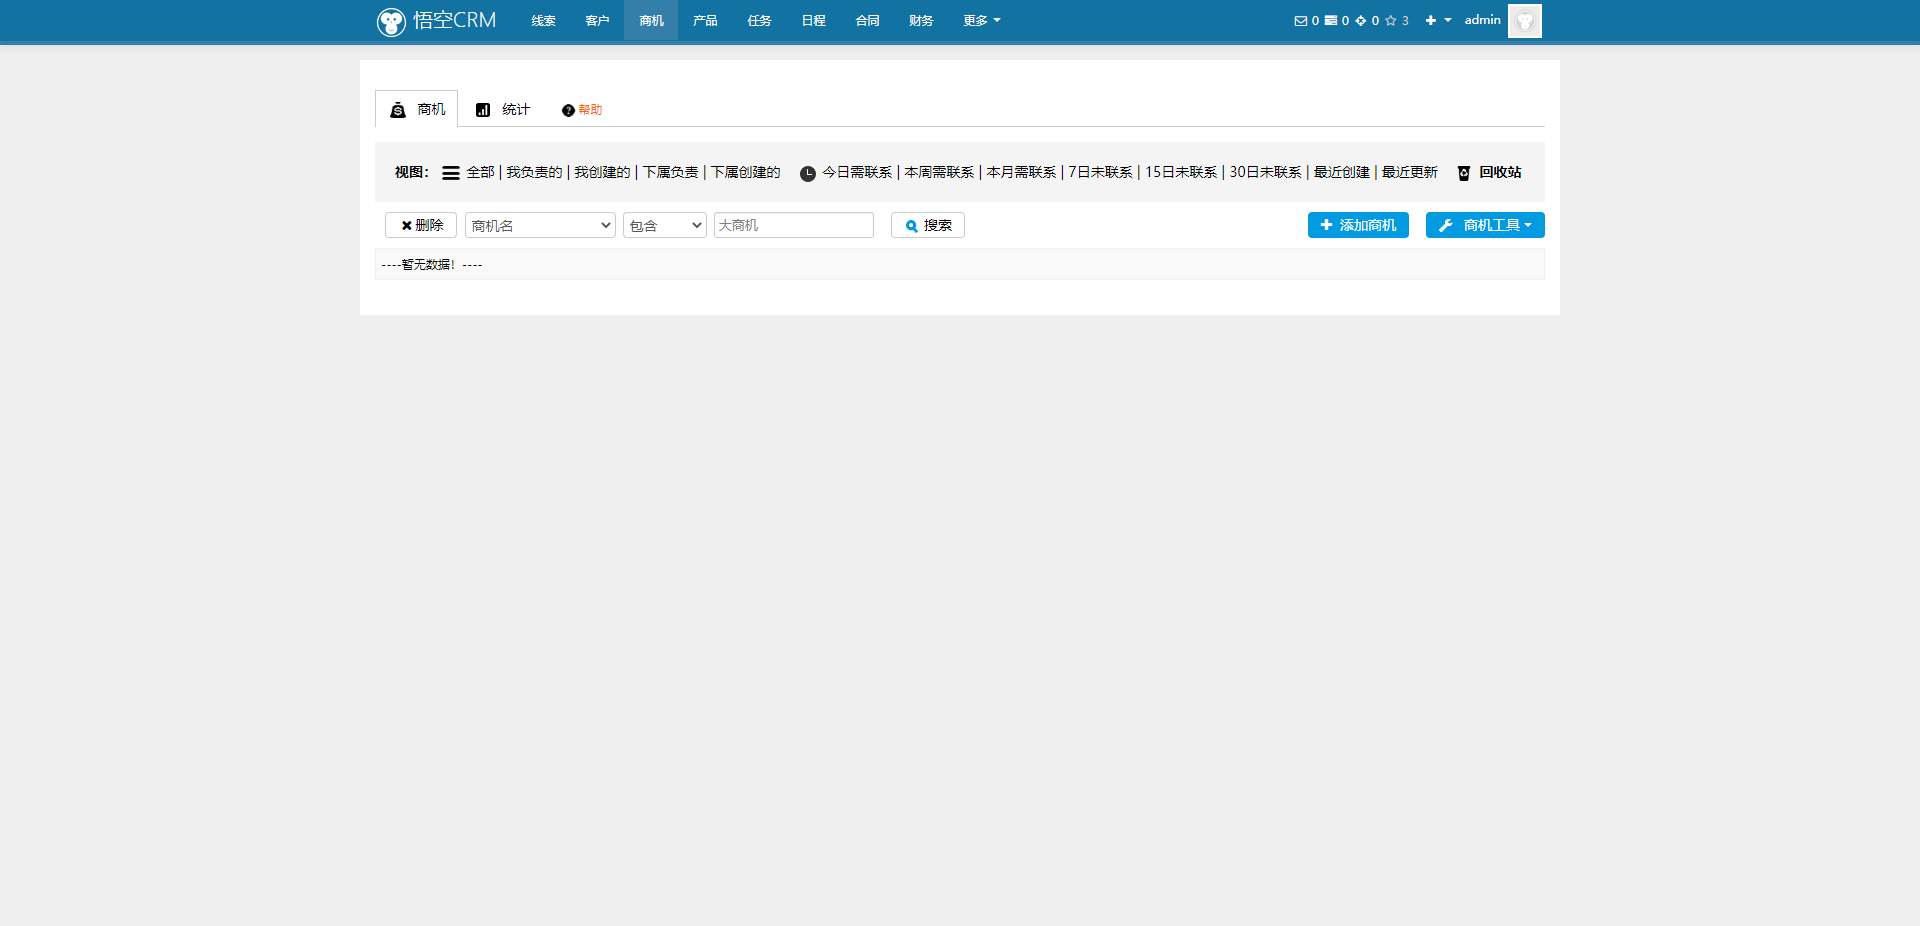 悟空CRM 线索 客户 商机 产品 任务 日程 合同 财务 更多 0 0 0 3 admin
商机 统计 帮助
视图： 全部 | 我负责的 | 我创建的 | 下属负责 | 下属创建的 今日需联系 | 本周需联系 | 本月需联系 | 7日未联系 | 15日未联系 | 30日未联系 | 最近创建 | 最近更新 回收站
删除 商机名 包含 大商机 搜索 添加商机 商机工具
----暂无数据！----